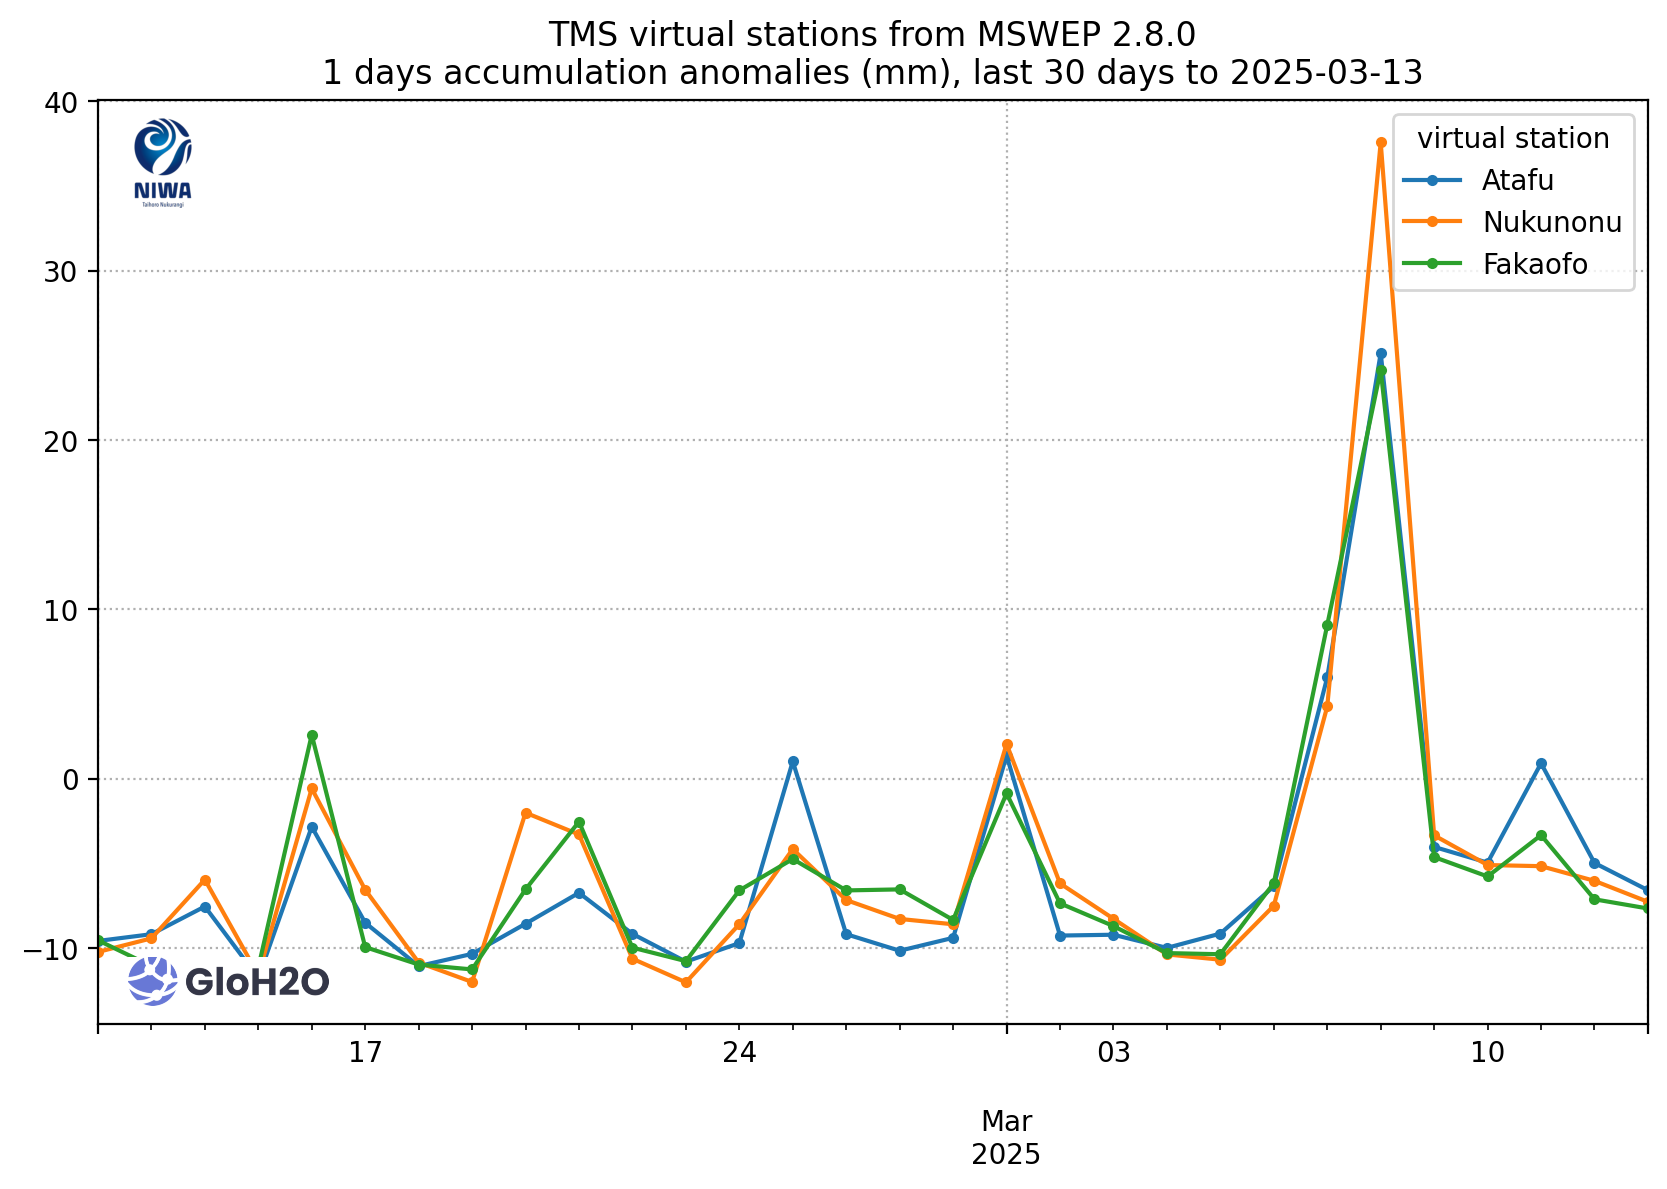 TMS virtual stations from MSWEP 2.8.0
1 days accumulation anomalies (mm), last 30 days to 2025-03-13
40
30
20
10
0
−10
NIWA
Taihoro Nukurangi
virtual station
Atafu
Nukunonu
Fakaofo
GloH2O
17
24
03
10
Mar
2025